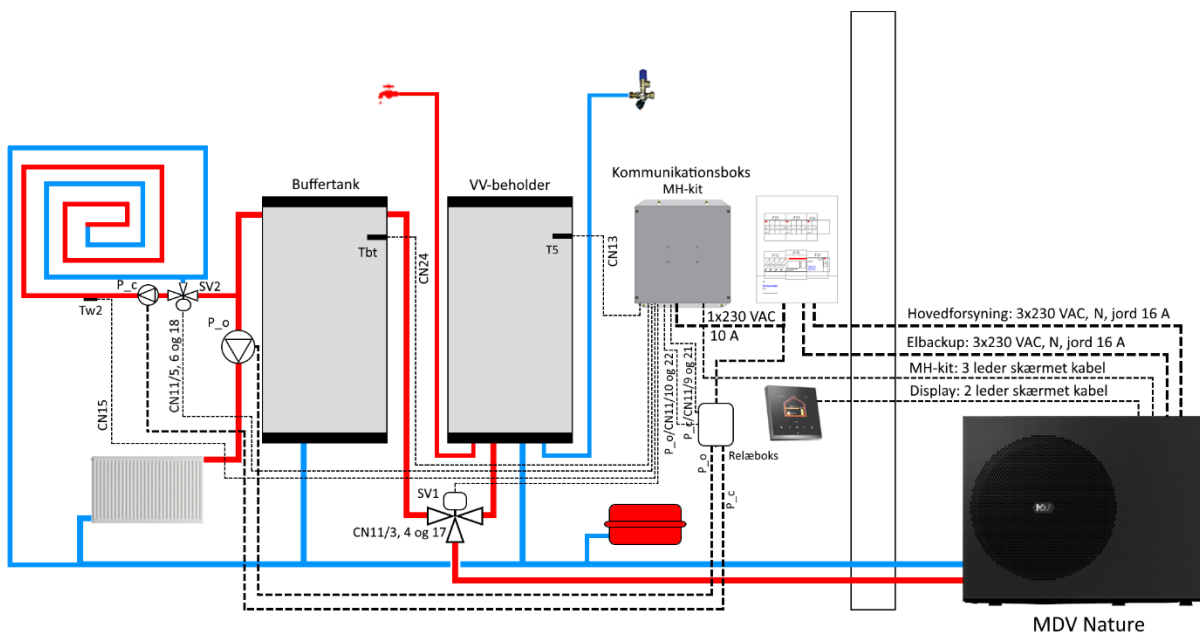 Buffertank
VV-beholder
Kommunikationsboks
MH-kit
Tbt
T5
CN24
CN13
P_c
SV2
Tw2
P_o
CN15
CN11/5, 6 og 18
1x230 VAC
10 A
P_o/CN11/10 og 22
P_c/CN11/9 og 21
Hovedforsyning: 3x230 VAC, N, jord 16 A
Elbackup: 3x230 VAC, N, jord 16 A
MH-kit: 3 leder skærmet kabel
Display: 2 leder skærmet kabel
Relæboks
P_o
P_c
SV1
CN11/3, 4 og 17
MDV Nature